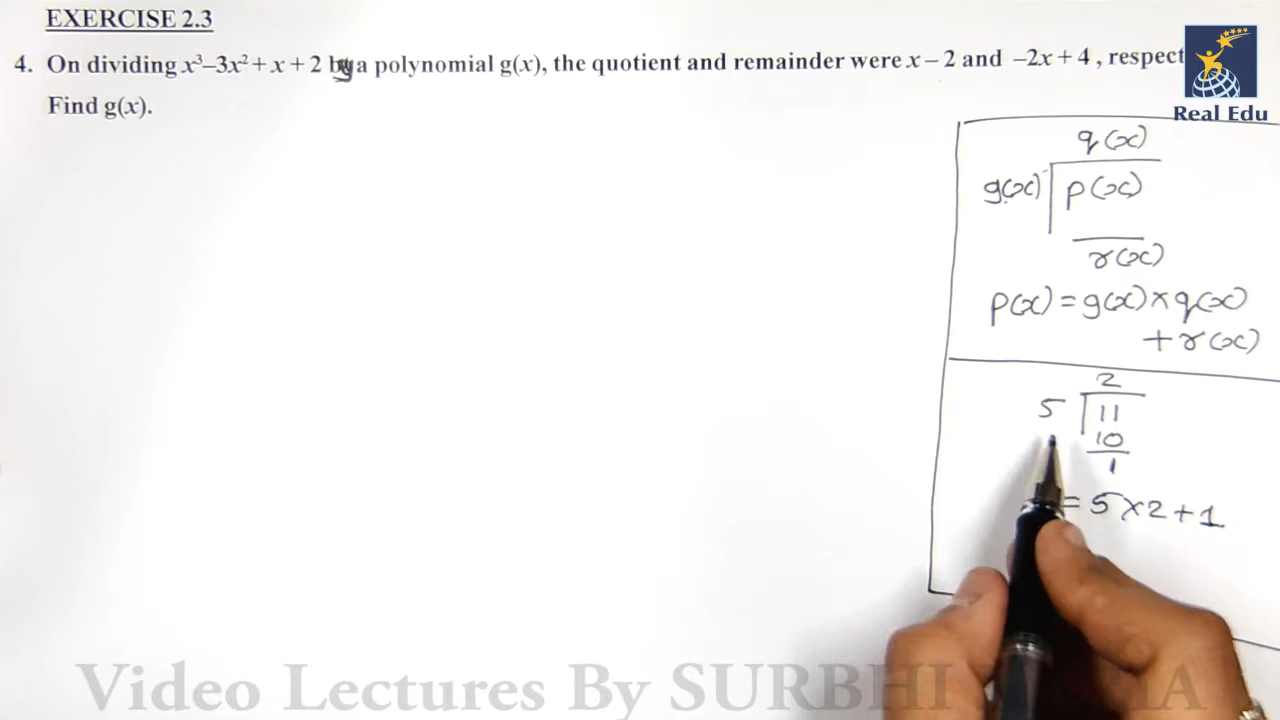 EXERCISE 2.3
4. On dividing x³–3x²+x+2 by a polynomial g(x), the quotient and remainder were x–2 and –2x+4, respect
Find g(x).
Real Edu
q(x)
g(x) p(x)
r(x)
p(x) = g(x) × q(x)
+ r(x)
2
5 11
10
1
= 5 × 2 + 1
Video Lectures By SURBHI